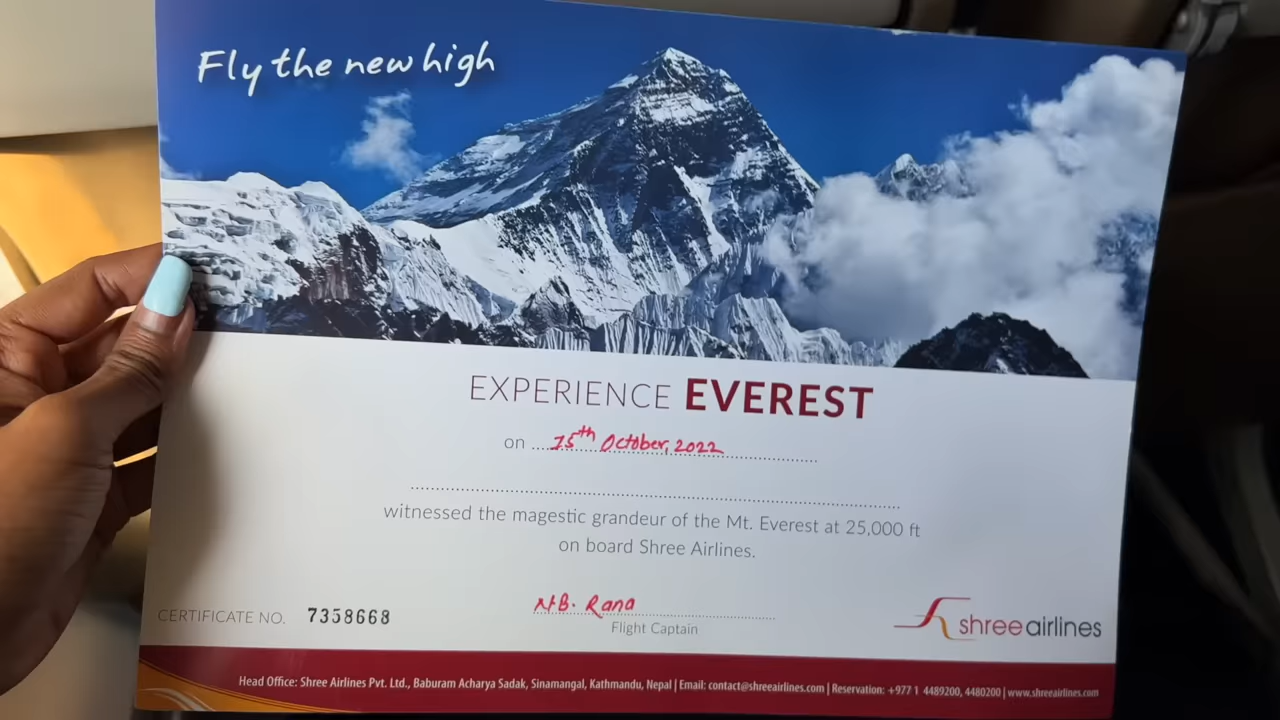 Fly the new high
EXPERIENCE EVEREST
on 15th October, 2022
witnessed the magestic grandeur of the Mt. Everest at 25,000 ft
on board Shree Airlines.
N.B. Rana
Flight Captain
CERTIFICATE NO. 7358668
shreeairlines
Head Office: Shree Airlines Pvt. Ltd., Baburam Acharya Sadak, Sinamangal, Kathmandu, Nepal | Email: contact@shreeairlines.com | Reservation: +977 1 4489200, 4480200 | www.shreeairlines.com